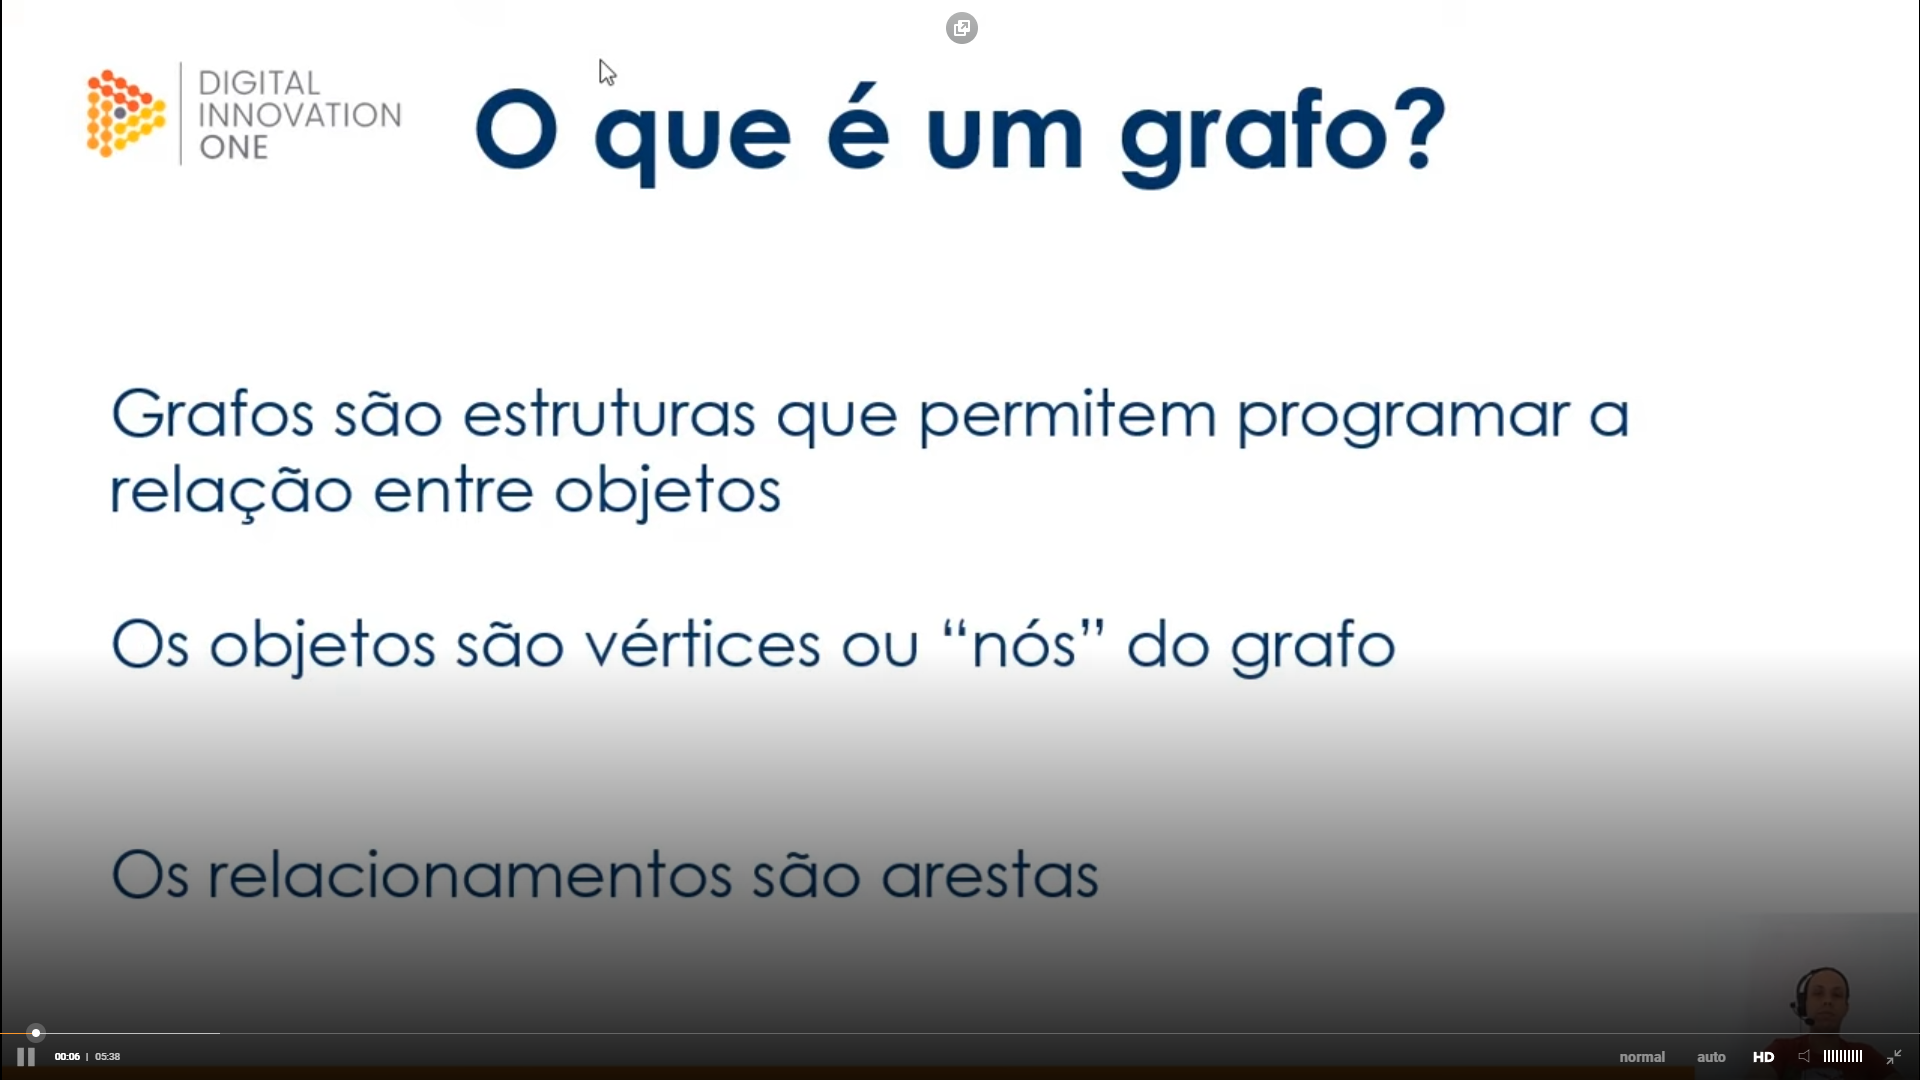 DIGITAL
INNOVATION
ONE
O que é um grafo?
Grafos são estruturas que permitem programar a
relação entre objetos
Os objetos são vértices ou “nós” do grafo
Os relacionamentos são arestas
00:06 | 05:38
normal auto HD